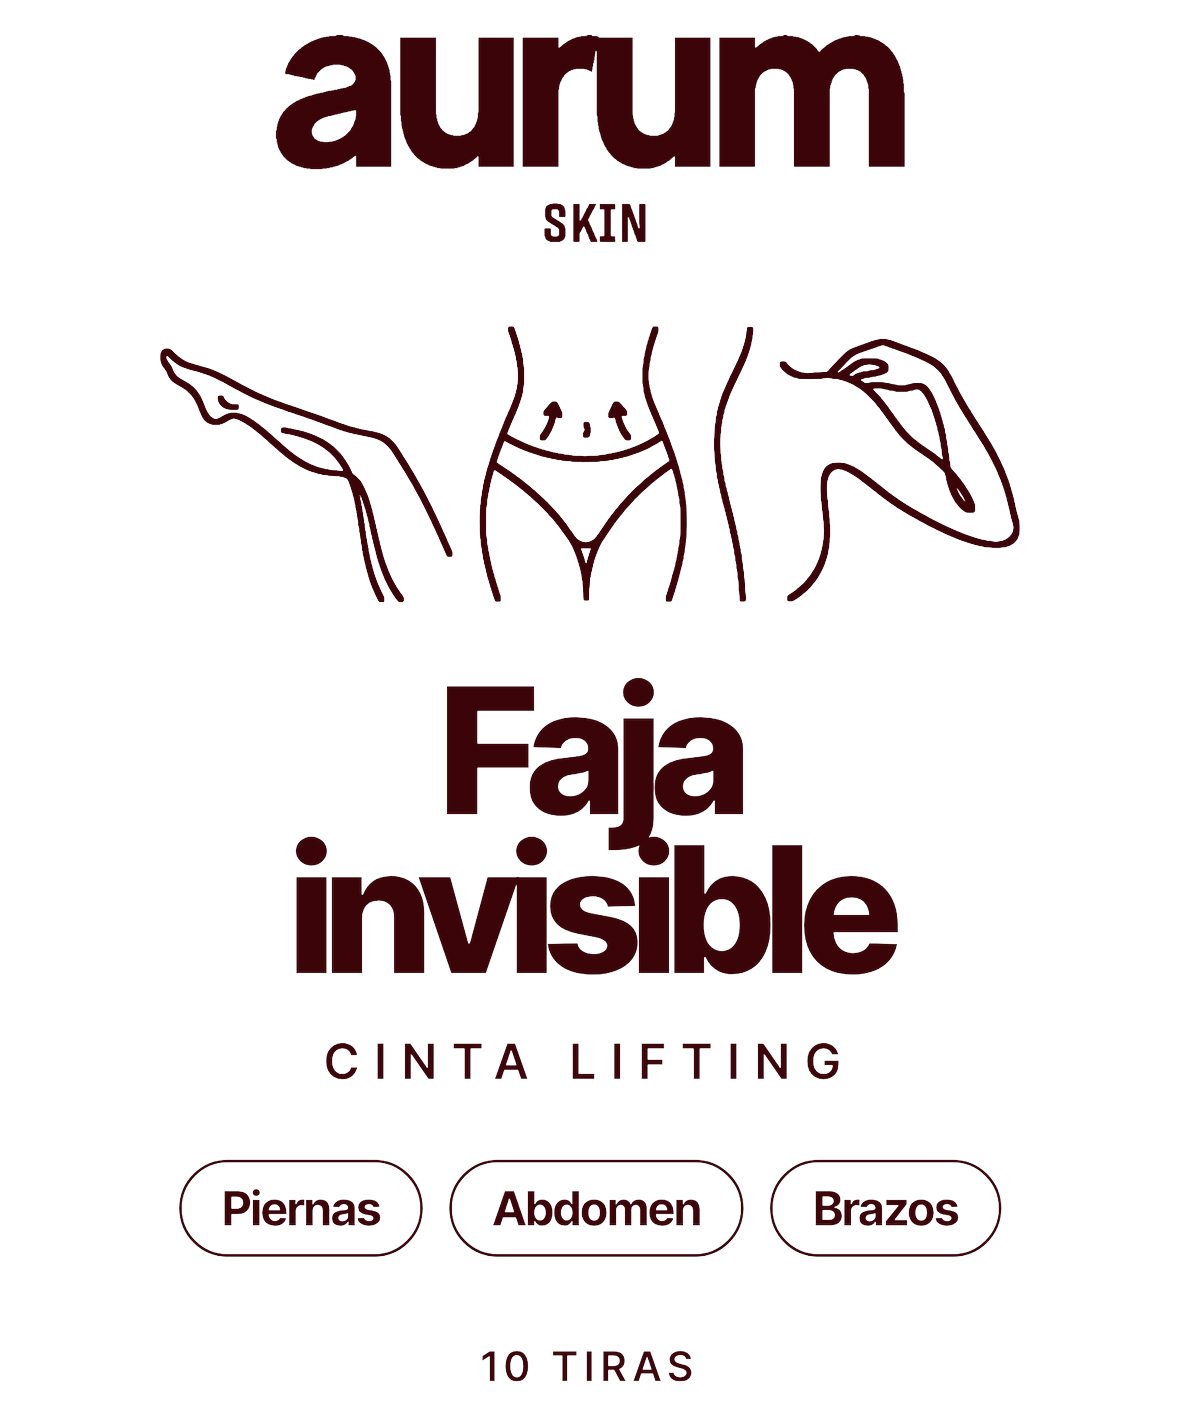 aurum
SKIN
Faja
invisible
CINTA LIFTING
Piernas Abdomen Brazos
10 TIRAS